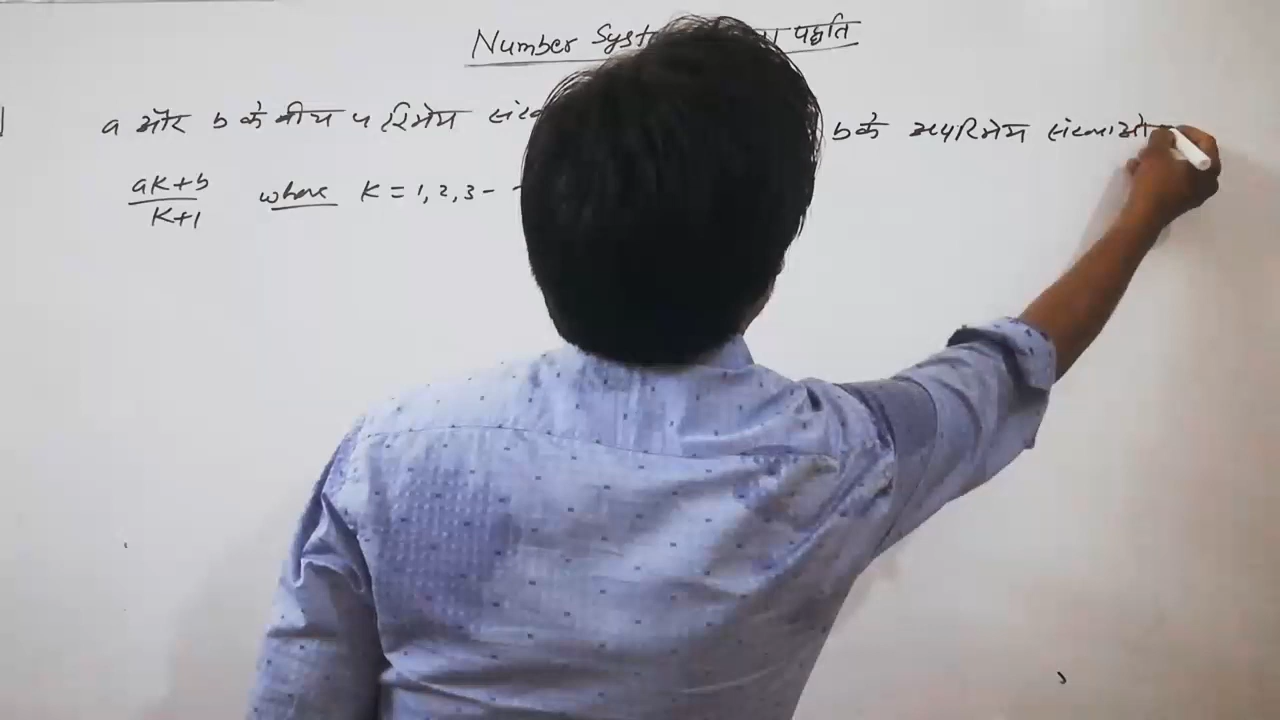 Number Syst पद्धति
a और b के बीच परिमेय संख b के अपरिमेय संख्याओ
aK+b where K = 1, 2, 3 - -
K+1